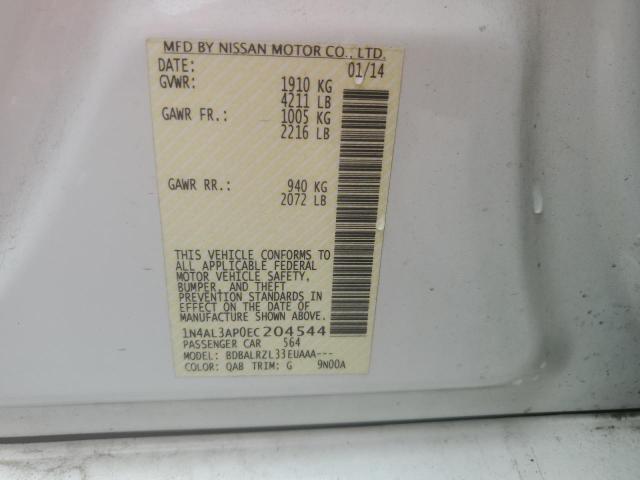 MFD BY NISSAN MOTOR CO., LTD.
DATE: 01/14
GVWR: 1910 KG
4211 LB
GAWR FR.: 1005 KG
2216 LB
GAWR RR.: 940 KG
2072 LB
THIS VEHICLE CONFORMS TO
ALL APPLICABLE FEDERAL
MOTOR VEHICLE SAFETY,
BUMPER, AND THEFT
PREVENTION STANDARDS IN
EFFECT ON THE DATE OF
MANUFACTURE SHOWN ABOVE.
1N4AL3AP0EC204544
PASSENGER CAR 564
MODEL: BDBALRZL33EUAAA---
COLOR: QAB TRIM: G 9N00A